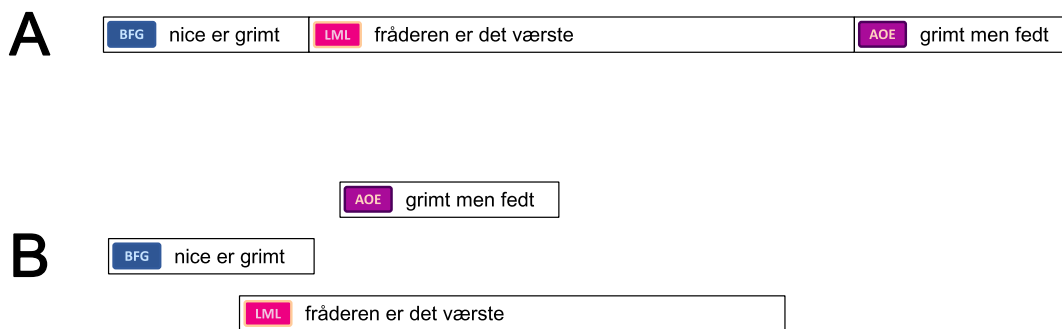 A BFG nice er grimt LML fråderen er det værste AOE grimt men fedt
AOE grimt men fedt
B BFG nice er grimt
LML fråderen er det værste